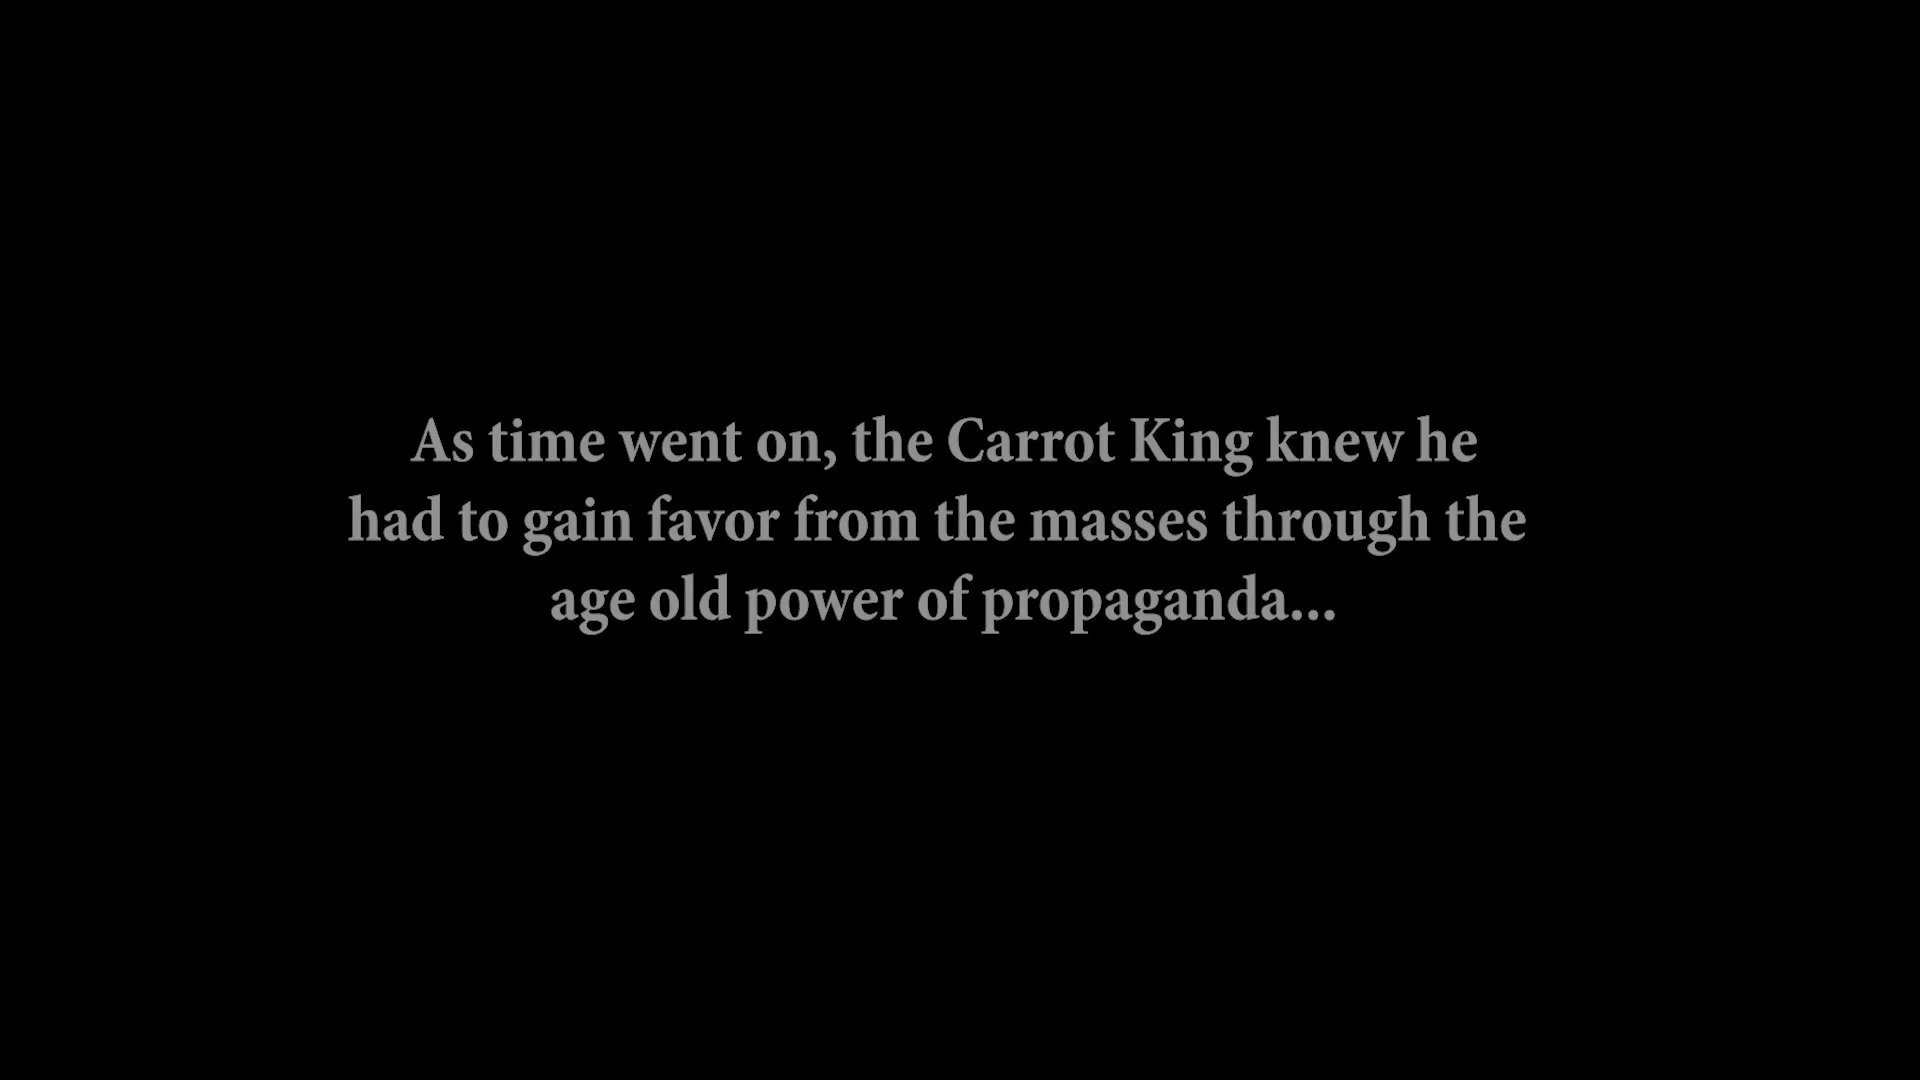 As time went on, the Carrot King knew he
had to gain favor from the masses through the
age old power of propaganda...